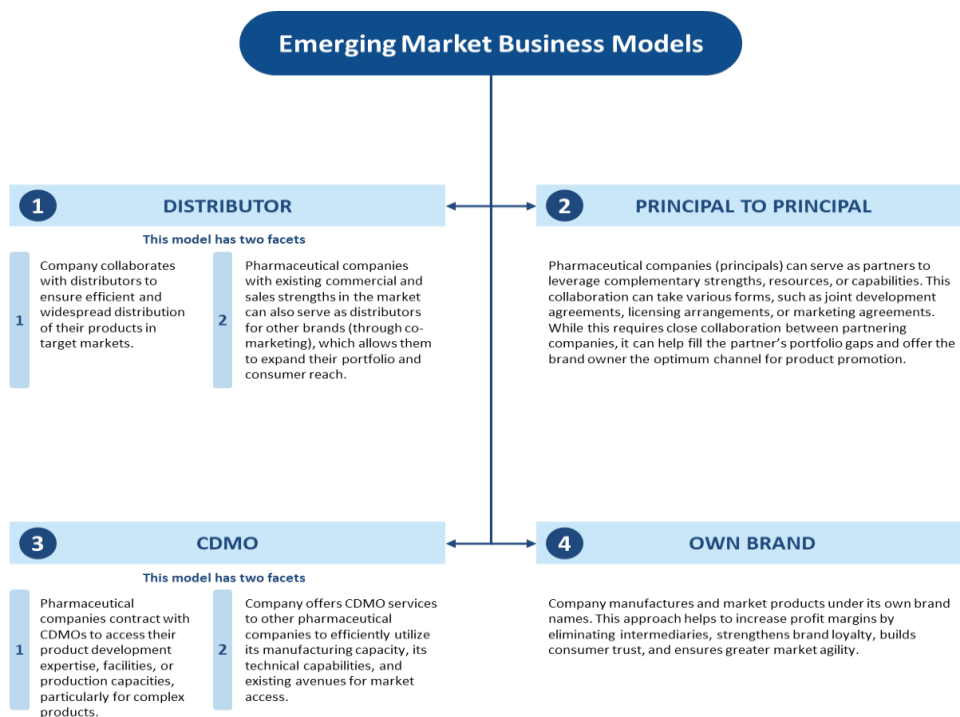 Emerging Market Business Models
1
DISTRIBUTOR
This model has two facets
1
Company collaborates
with distributors to
ensure efficient and
widespread distribution
of their products in
target markets.
2
Pharmaceutical companies
with existing commercial and
sales strengths in the market
can also serve as distributors
for other brands (through co-
marketing), which allows them
to expand their portfolio and
consumer reach.
2
PRINCIPAL TO PRINCIPAL
Pharmaceutical companies (principals) can serve as partners to
leverage complementary strengths, resources, or capabilities. This
collaboration can take various forms, such as joint development
agreements, licensing arrangements, or marketing agreements.
While this requires close collaboration between partnering
companies, it can help fill the partner's portfolio gaps and offer the
brand owner the optimum channel for product promotion.
3
CDMO
This model has two facets
1
Pharmaceutical
companies contract with
CDMOs to access their
product development
expertise, facilities, or
production capacities,
particularly for complex
products.
2
Company offers CDMO services
to other pharmaceutical
companies to efficiently utilize
its manufacturing capacity, its
technical capabilities, and
existing avenues for market
access.
4
OWN BRAND
Company manufactures and market products under its own brand
names. This approach helps to increase profit margins by
eliminating intermediaries, strengthens brand loyalty, builds
consumer trust, and ensures greater market agility.